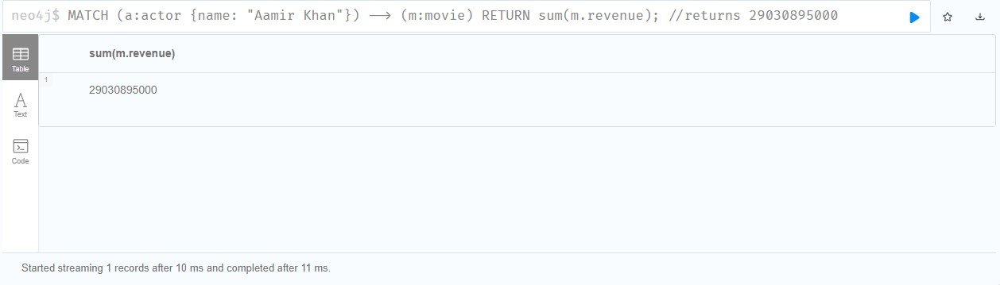 neo4j$ MATCH (a:actor {name: "Aamir Khan"}) --> (m:movie) RETURN sum(m.revenue); //returns 29030895000
Table
sum(m.revenue)
1
29030895000
A
Text
Code
Started streaming 1 records after 10 ms and completed after 11 ms.